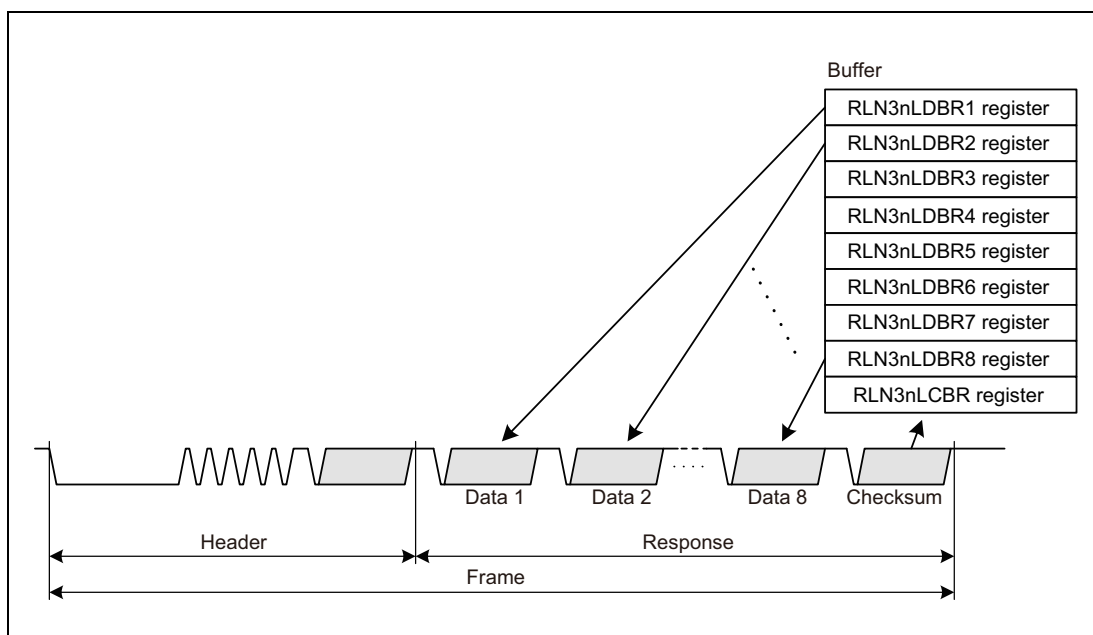 Buffer
RLN3nLDBR1 register
RLN3nLDBR2 register
RLN3nLDBR3 register
RLN3nLDBR4 register
RLN3nLDBR5 register
RLN3nLDBR6 register
RLN3nLDBR7 register
RLN3nLDBR8 register
RLN3nLCBR register
Data 1 Data 2 Data 8 Checksum
Header Response
Frame